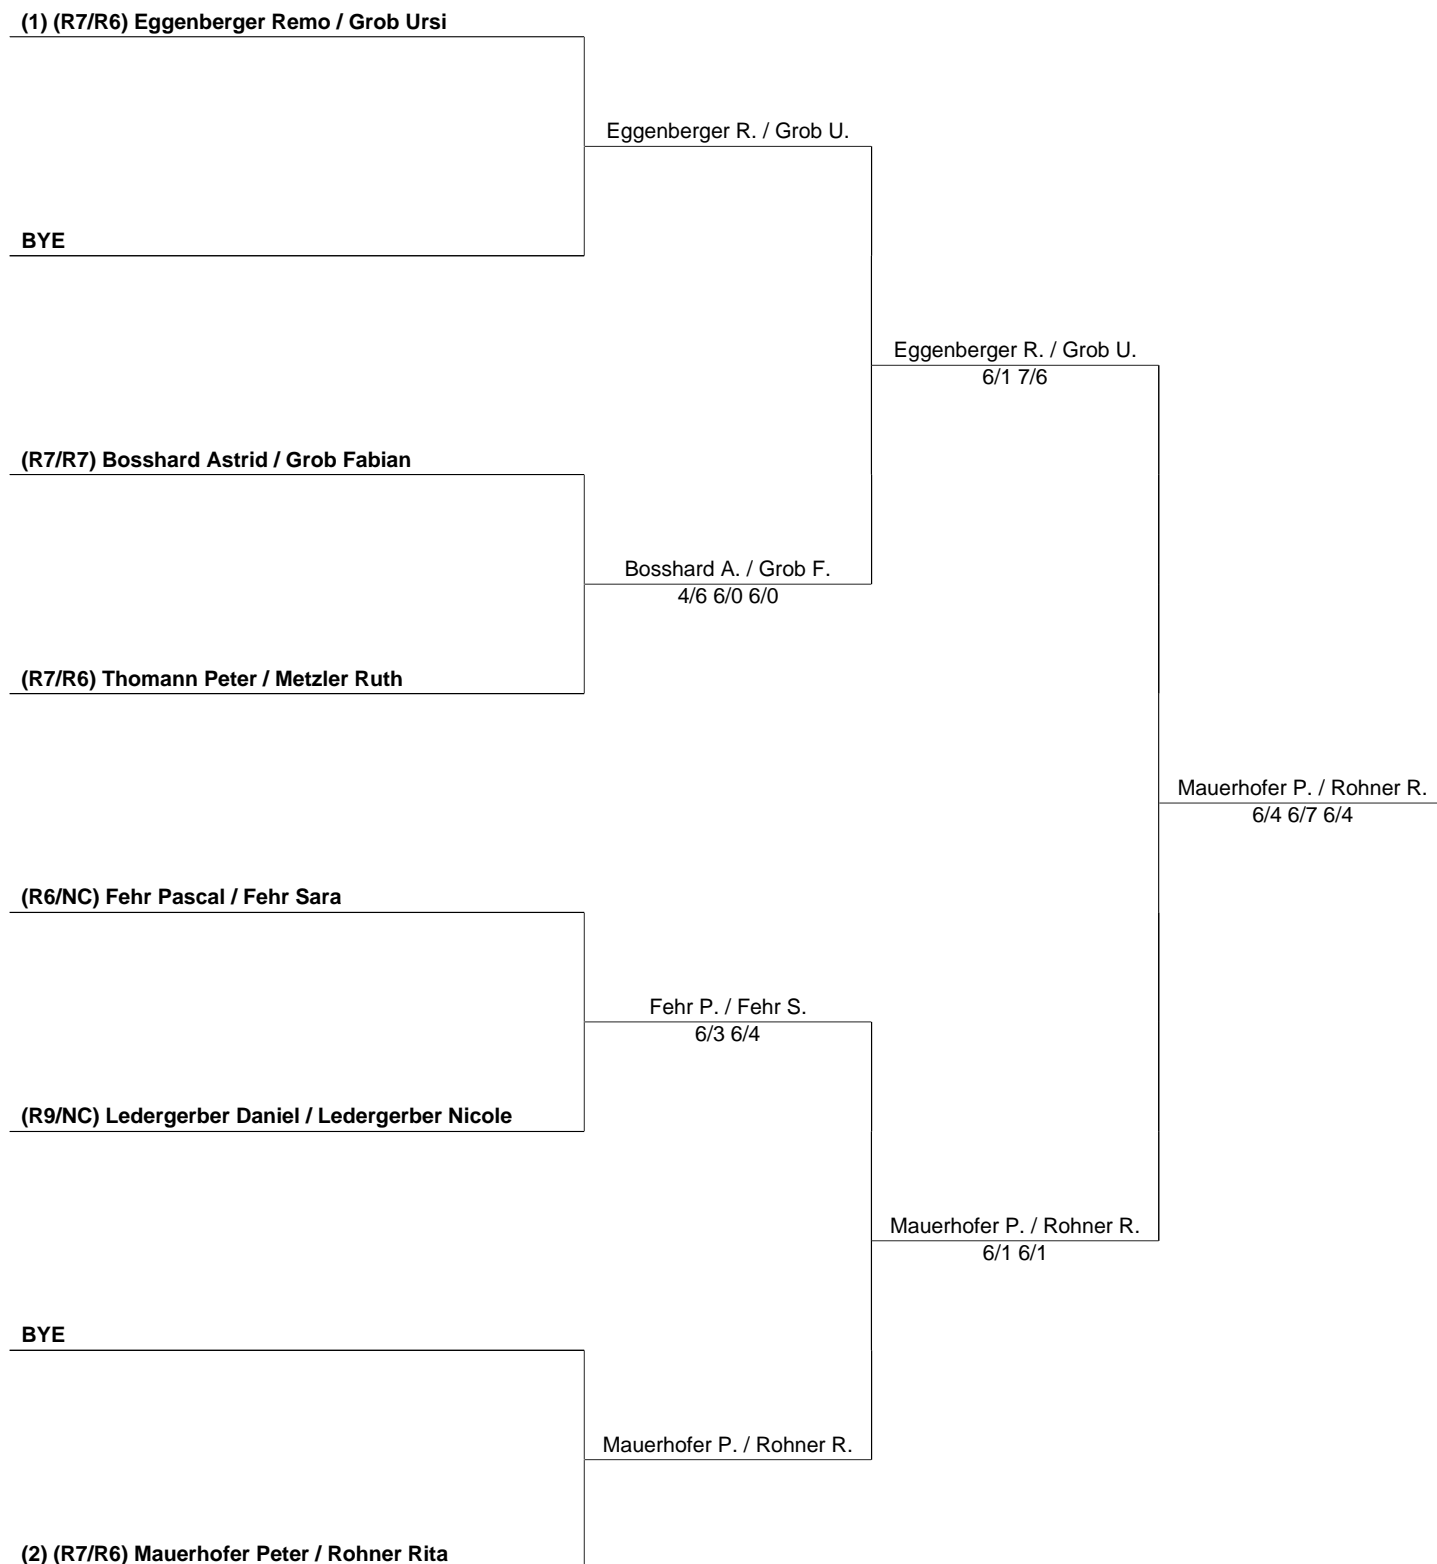 (1) (R7/R6) Eggenberger Remo / Grob Ursi
Eggenberger R. / Grob U.
BYE
Eggenberger R. / Grob U.
6/1 7/6
(R7/R7) Bosshard Astrid / Grob Fabian
Bosshard A. / Grob F.
4/6 6/0 6/0
(R7/R6) Thomann Peter / Metzler Ruth
Mauerhofer P. / Rohner R.
6/4 6/7 6/4
(R6/NC) Fehr Pascal / Fehr Sara
Fehr P. / Fehr S.
6/3 6/4
(R9/NC) Ledergerber Daniel / Ledergerber Nicole
Mauerhofer P. / Rohner R.
6/1 6/1
BYE
Mauerhofer P. / Rohner R.
(2) (R7/R6) Mauerhofer Peter / Rohner Rita